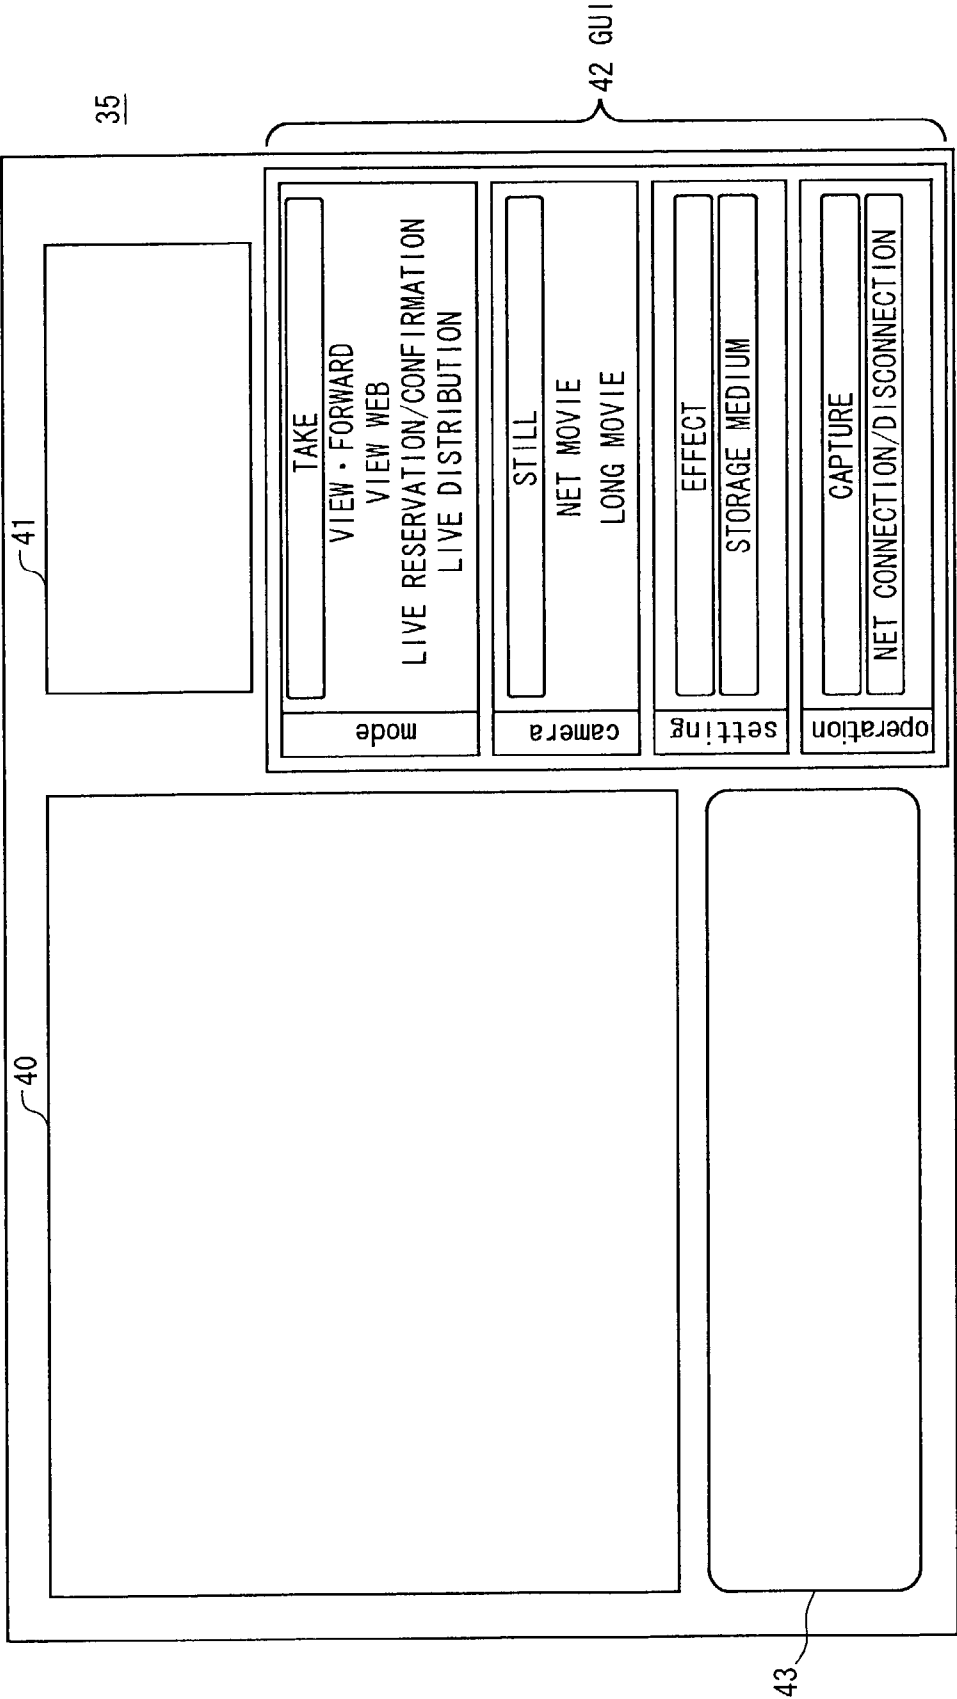 35
40
41
42 GUI
43
mode
TAKE
VIEW・FORWARD
VIEW WEB
LIVE RESERVATION/CONFIRMATION
LIVE DISTRIBUTION
camera
STILL
NET MOVIE
LONG MOVIE
setting
EFFECT
STORAGE MEDIUM
operation
CAPTURE
NET CONNECTION/DISCONNECTION